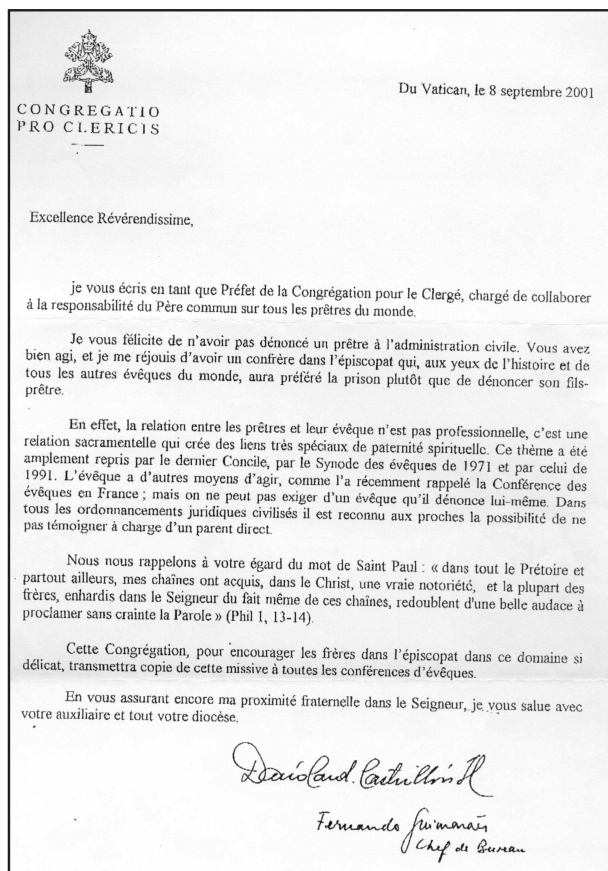 Du Vatican, le 8 septembre 2001
CONGREGATIO
PRO CLERICIS
Excellence Révérendissime,
je vous écris en tant que Préfet de la Congrégation pour le Clergé, chargé de collaborer
à la responsabilité du Père commun sur tous les prêtres du monde.
Je vous félicite de n'avoir pas dénoncé un prêtre à l'administration civile. Vous avez
bien agi, et je me réjouis d'avoir un confrère dans l'épiscopat qui, aux yeux de l'histoire et de
tous les autres évêques du monde, aura préféré la prison plutôt que de dénoncer son fils-
prêtre.
En effet, la relation entre les prêtres et leur évêque n'est pas professionnelle, c'est une
relation sacramentelle qui crée des liens très spéciaux de paternité spirituelle. Ce thème a été
amplement repris par le dernier Concile, par le Synode des évêques de 1971 et par celui de
1991. L'évêque a d'autres moyens d'agir, comme l'a récemment rappelé la Conférence des
évêques en France ; mais on ne peut pas exiger d'un évêque qu'il dénonce lui-même. Dans
tous les ordonnancements juridiques civilisés il est reconnu aux proches la possibilité de ne
pas témoigner à charge d'un parent direct.
Nous nous rappelons à votre égard du mot de Saint Paul : « dans tout le Prétoire et
partout ailleurs, mes chaînes ont acquis, dans le Christ, une vraie notoriété, et la plupart des
frères, enhardis dans le Seigneur du fait même de ces chaînes, redoublent d'une belle audace à
proclamer sans crainte la Parole » (Phil 1, 13-14).
Cette Congrégation, pour encourager les frères dans l'épiscopat dans ce domaine si
délicat, transmettra copie de cette missive à toutes les conférences d'évêques.
En vous assurant encore ma proximité fraternelle dans le Seigneur, je vous salue avec
votre auxiliaire et tout votre diocèse.
Darío Card. Castrillón H
Fernando Guimarães
Chef de Bureau